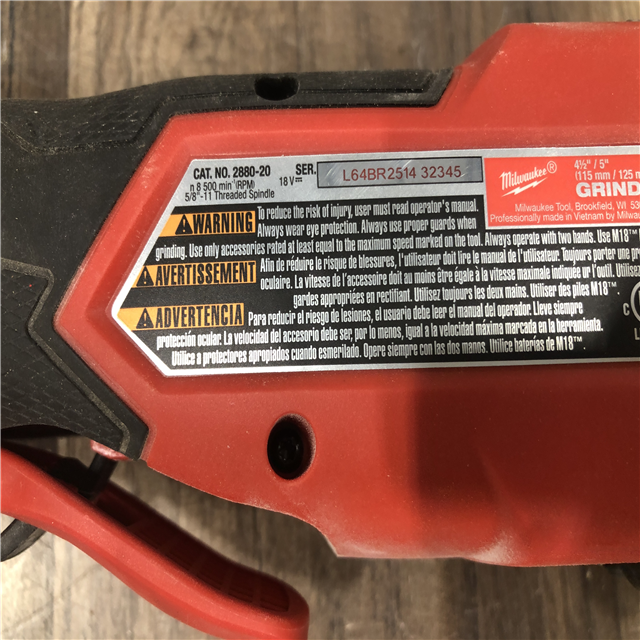 CAT. NO. 2880-20
n 8 500 min⁻¹(RPM)
5/8"-11 Threaded Spindle
18 V⎓
SER.
L64BR2514 32345
Milwaukee®
4½" / 5"
(115 mm / 125 m
GRIND
Milwaukee Tool, Brookfield, WI 53
Professionally made in Vietnam by Milwau
WARNING To reduce the risk of injury, user must read operator's manual.
Always wear eye protection. Always use proper guards when
grinding. Use only accessories rated at least equal to the maximum speed marked on the tool. Always operate with two hands. Use M18™
AVERTISSEMENT Afin de réduire le risque de blessures, l'utilisateur doit lire le manuel de l'utilisateur. Toujours porter une pro
oculaire. La vitesse de l'accessoire doit au moins être égale à la vitesse maximale indiquée sur l'outil.
gardes appropriées en rectifiant. Utilisez toujours les deux mains. Utiliser des piles M18™.
ADVERTENCIA Para reducir el riesgo de lesiones, el usuario debe leer el manual del operador. Lleve siempre
protección ocular. La velocidad del accesorio debe ser, por lo menos, igual a la velocidad máxima marcada en la herramienta.
Utilice a protectores apropiados cuando esmerilado. Opere siempre con las dos manos. Utilice baterías de M18™
C
L